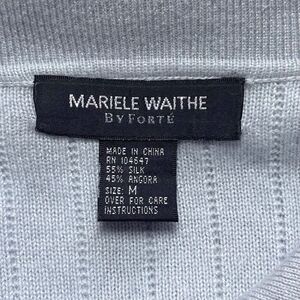 MARIELE WAITHE
BY FORTÉ
MADE IN CHINA
RN 104647
55% SILK
45% ANGORA
SIZE: M
OVER FOR CARE
INSTRUCTIONS